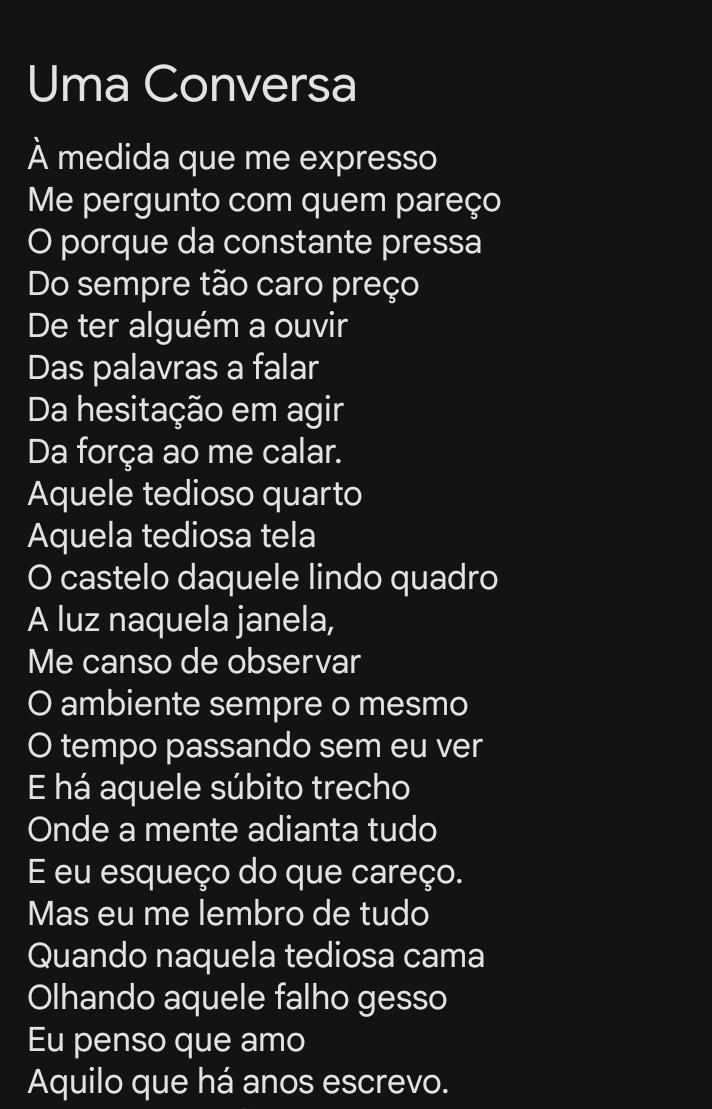 Uma Conversa
À medida que me expresso
Me pergunto com quem pareço
O porque da constante pressa
Do sempre tão caro preço
De ter alguém a ouvir
Das palavras a falar
Da hesitação em agir
Da força ao me calar.
Aquele tedioso quarto
Aquela tediosa tela
O castelo daquele lindo quadro
A luz naquela janela,
Me canso de observar
O ambiente sempre o mesmo
O tempo passando sem eu ver
E há aquele súbito trecho
Onde a mente adianta tudo
E eu esqueço do que careço.
Mas eu me lembro de tudo
Quando naquela tediosa cama
Olhando aquele falho gesso
Eu penso que amo
Aquilo que há anos escrevo.